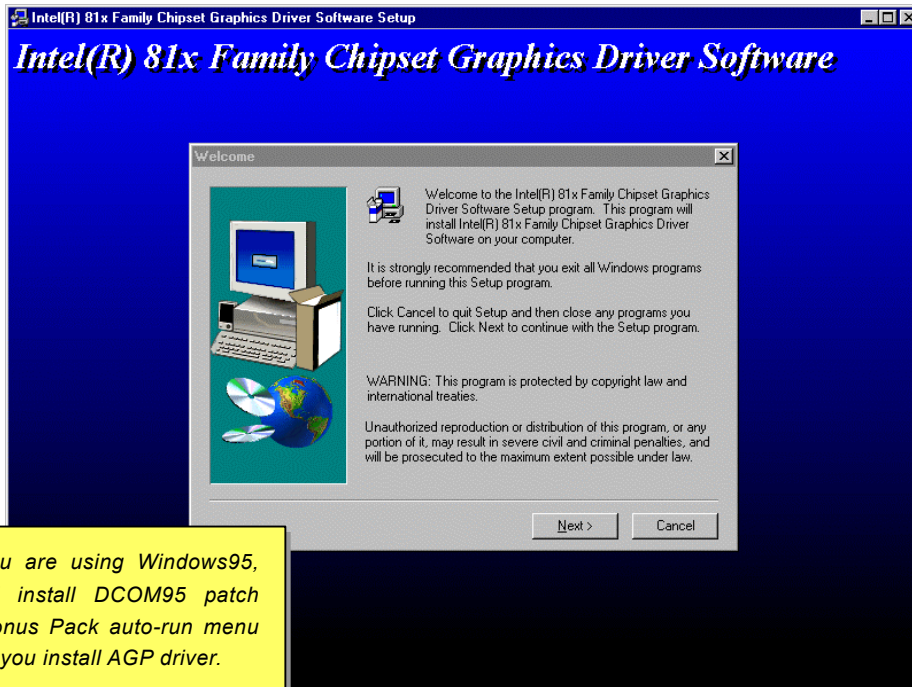 Intel(R) 81x Family Chipset Graphics Driver Software Setup
Intel(R) 81x Family Chipset Graphics Driver Software
Welcome
Welcome to the Intel(R) 81x Family Chipset Graphics
Driver Software Setup program. This program will
install Intel(R) 81x Family Chipset Graphics Driver
Software on your computer.
It is strongly recommended that you exit all Windows programs
before running this Setup program.
Click Cancel to quit Setup and then close any programs you
have running. Click Next to continue with the Setup program.
WARNING: This program is protected by copyright law and
international treaties.
Unauthorized reproduction or distribution of this program, or any
portion of it, may result in severe civil and criminal penalties, and
will be prosecuted to the maximum extent possible under law.
Next >
Cancel
are using Windows95,
install DCOM95 patch
Pack auto-run menu
you install AGP driver.